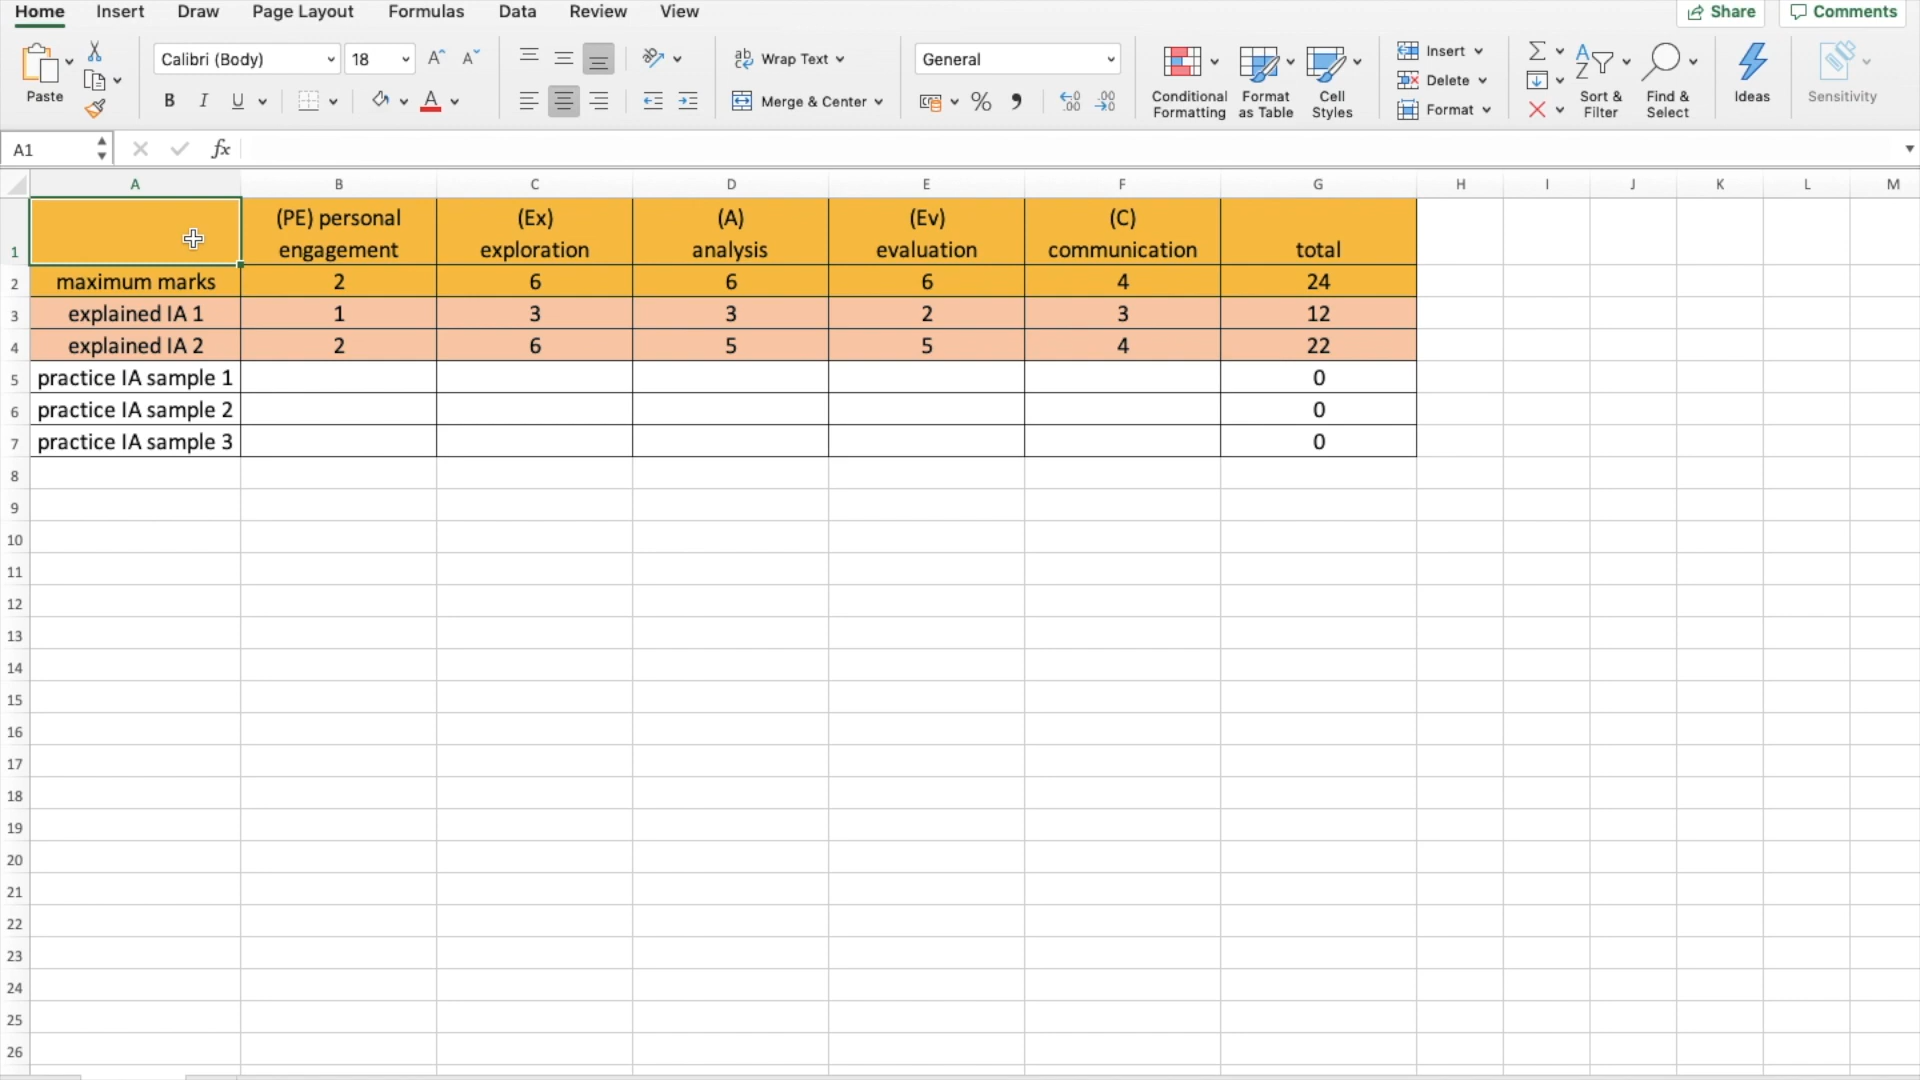 Home Insert Draw Page Layout Formulas Data Review View Share Comments
Paste
Calibri (Body) 18
B I U
Wrap Text
Merge & Center
General
Conditional Formatting
Format as Table
Cell Styles
Insert
Delete
Format
Sort & Filter
Find & Select
Ideas
Sensitivity
A1 fx
A B C D E F G H I J K L M
1 (PE) personal engagement (Ex) exploration (A) analysis (Ev) evaluation (C) communication total
2 maximum marks 2 6 6 6 4 24
3 explained IA 1 1 3 3 2 3 12
4 explained IA 2 2 6 5 5 4 22
5 practice IA sample 1 0
6 practice IA sample 2 0
7 practice IA sample 3 0
8
9
10
11
12
13
14
15
16
17
18
19
20
21
22
23
24
25
26